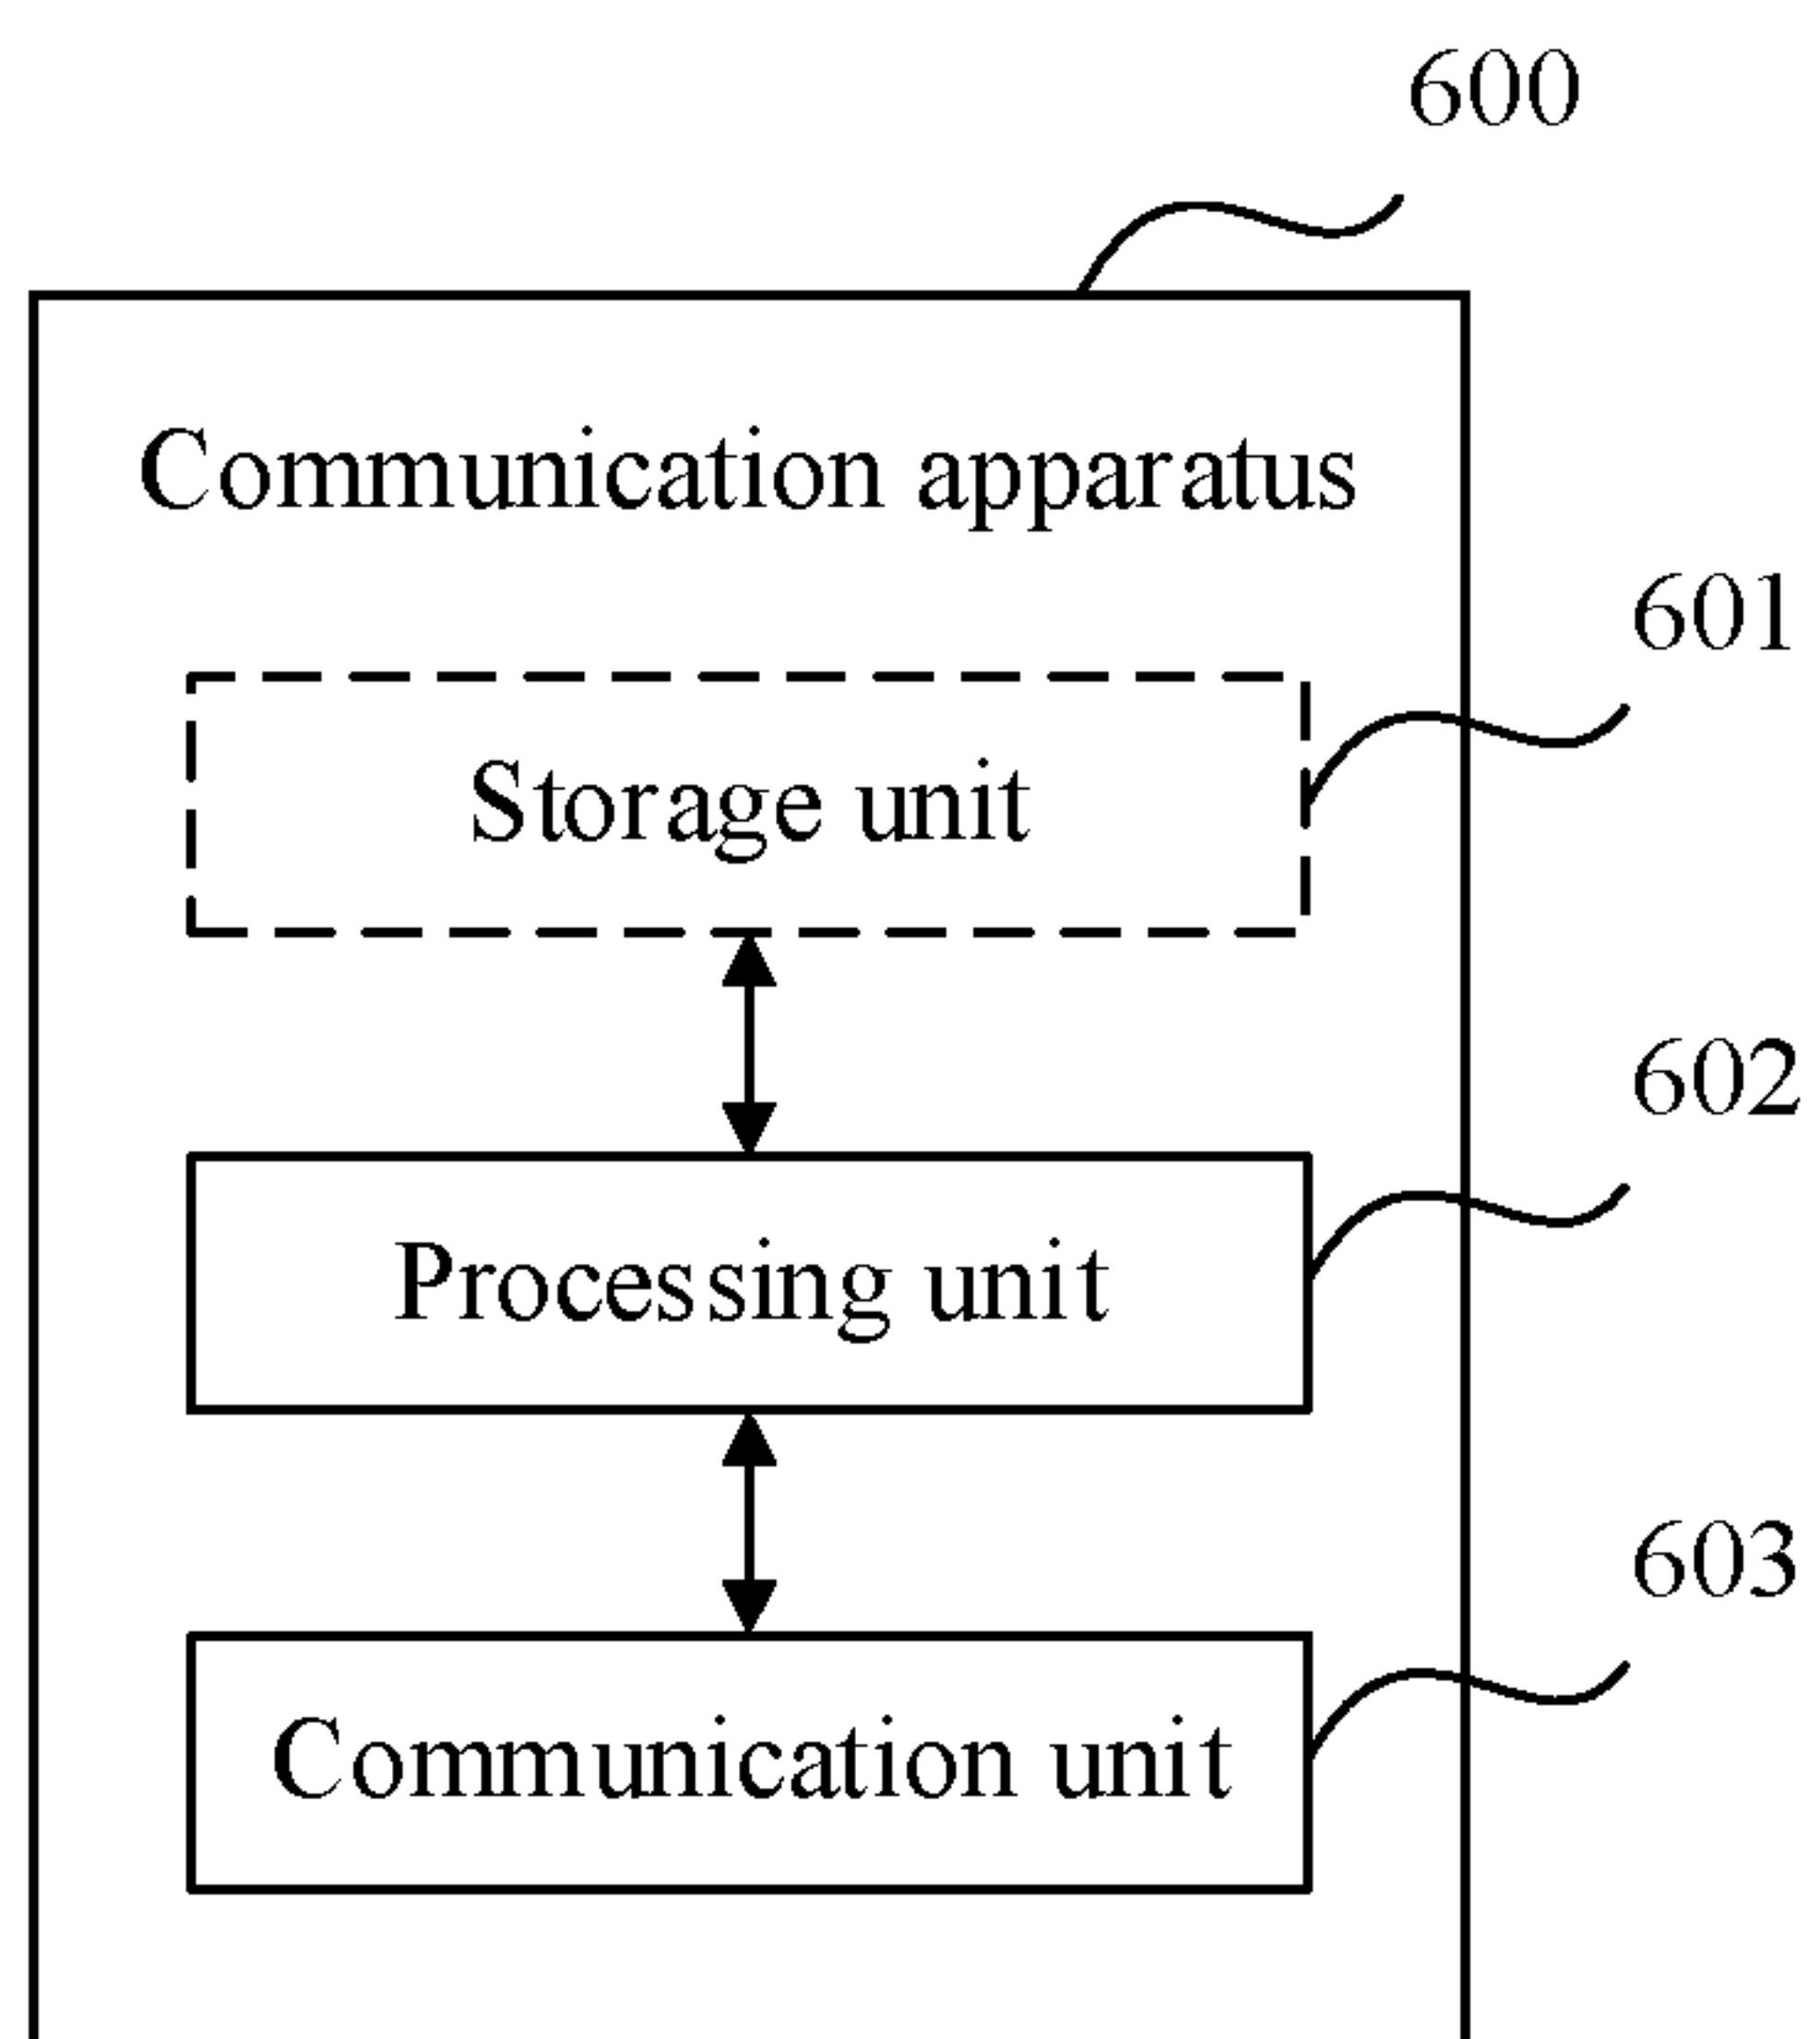 600
Communication apparatus
601
Storage unit
602
Processing unit
603
Communication unit